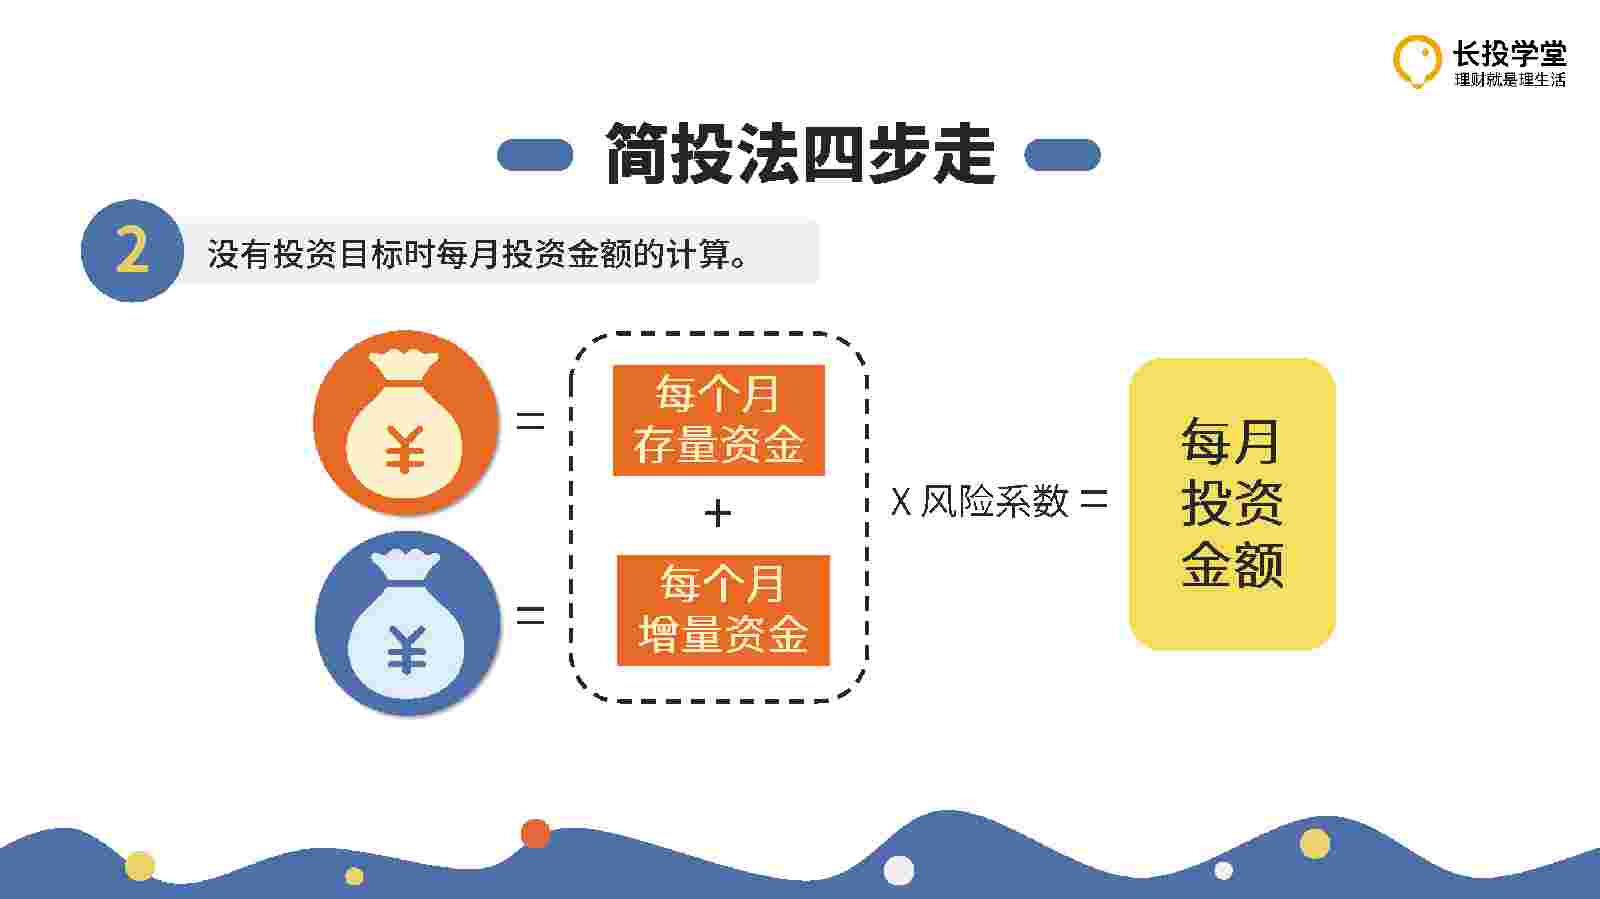 长投学堂
理财就是理生活
简投法四步走
2
没有投资目标时每月投资金额的计算。
¥
=
每个月
存量资金
+
¥
=
每个月
增量资金
X 风险系数 =
每月
投资
金额